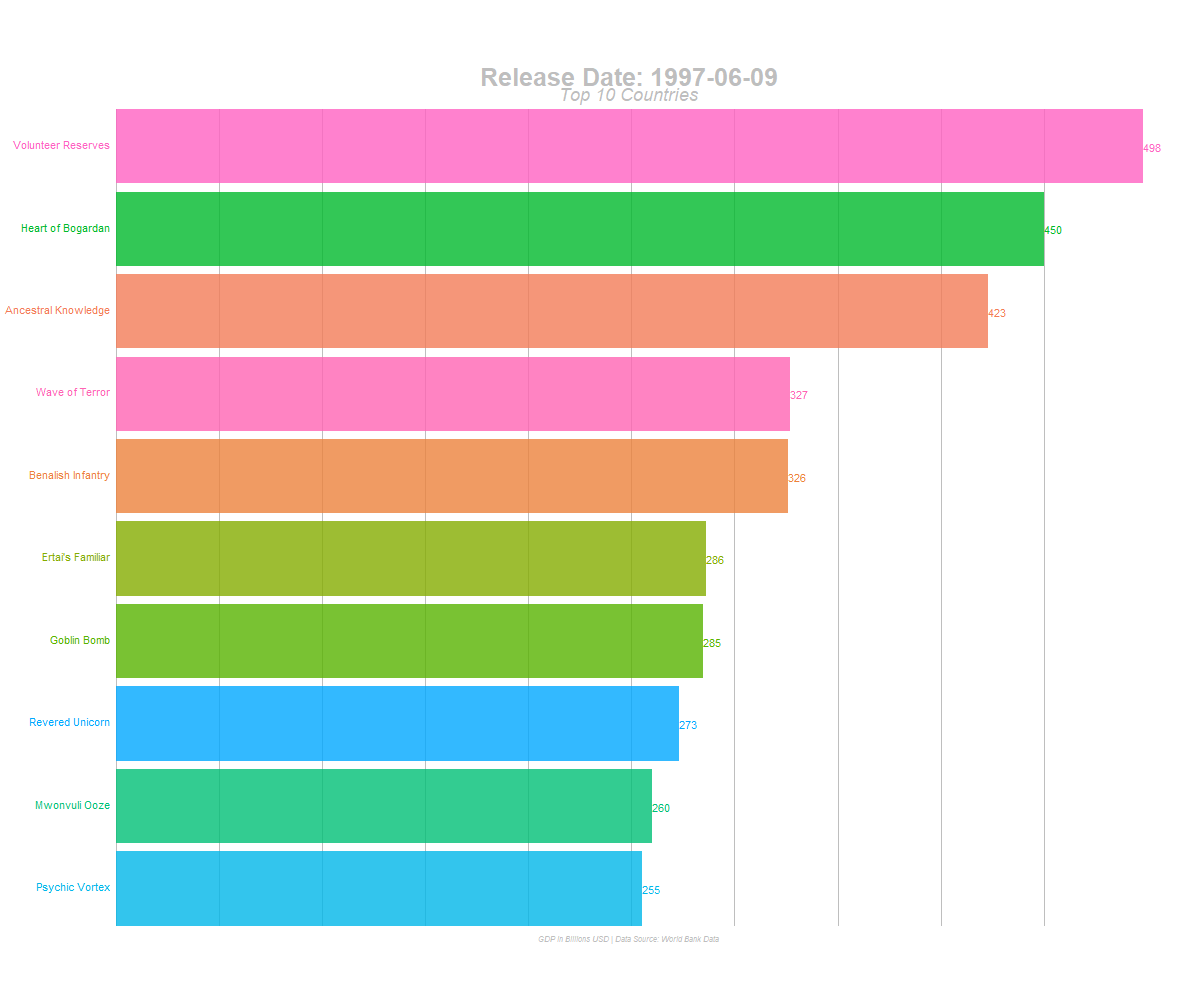 Release Date: 1997-06-09
Top 10 Countries
Volunteer Reserves 498
Heart of Bogardan 450
Ancestral Knowledge 423
Wave of Terror 327
Benalish Infantry 326
Ertai's Familiar 286
Goblin Bomb 285
Revered Unicorn 273
Mwonvuli Ooze 260
Psychic Vortex 255
GDP in Billions USD | Data Source: World Bank Data